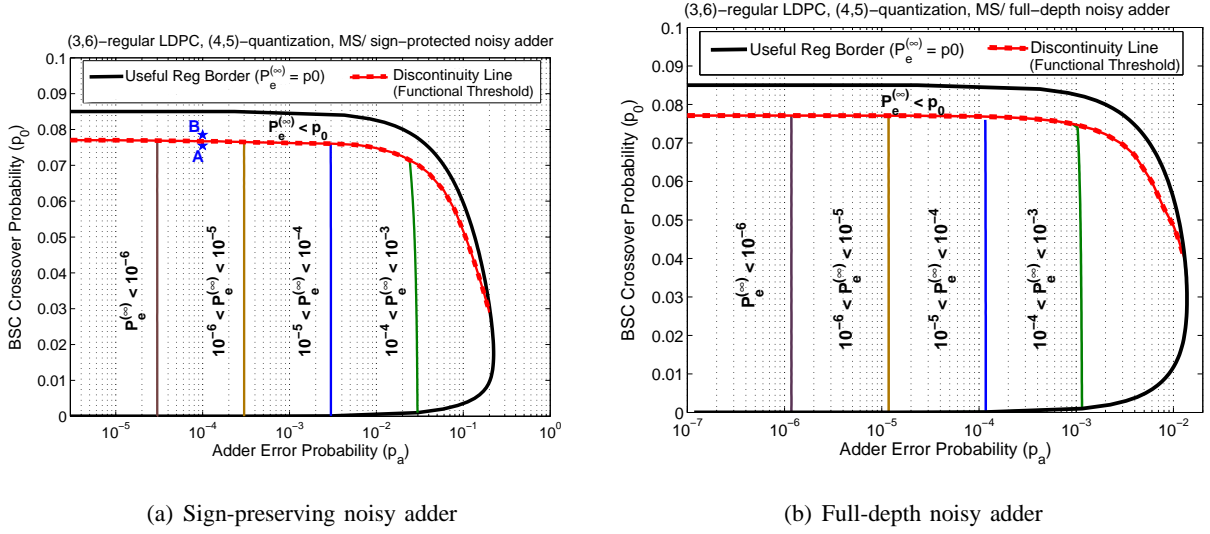 (3,6)−regular LDPC, (4,5)−quantization, MS/ sign−protected noisy adder
Useful Reg Border (P_e^(∞) = p0)
Discontinuity Line
(Functional Threshold)
BSC Crossover Probability (p_0)
0.1
0.09
0.08
0.07
0.06
0.05
0.04
0.03
0.02
0.01
0
P_e^(∞) < p_0
B
A
P_e^(∞) < 10^−6
10^−6 < P_e^(∞) < 10^−5
10^−5 < P_e^(∞) < 10^−4
10^−4 < P_e^(∞) < 10^−3
10^−5
10^−4
10^−3
10^−2
10^−1
10^0
Adder Error Probability (p_a)
(a) Sign-preserving noisy adder
(3,6)−regular LDPC, (4,5)−quantization, MS/ full−depth noisy adder
Useful Reg Border (P_e^(∞) = p0)
Discontinuity Line
(Functional Threshold)
BSC Crossover Probability (p_0)
0.1
0.09
0.08
0.07
0.06
0.05
0.04
0.03
0.02
0.01
0
P_e^(∞) < p_0
P_e^(∞) < 10^−6
10^−6 < P_e^(∞) < 10^−5
10^−5 < P_e^(∞) < 10^−4
10^−4 < P_e^(∞) < 10^−3
10^−7
10^−6
10^−5
10^−4
10^−3
10^−2
Adder Error Probability (p_a)
(b) Full-depth noisy adder